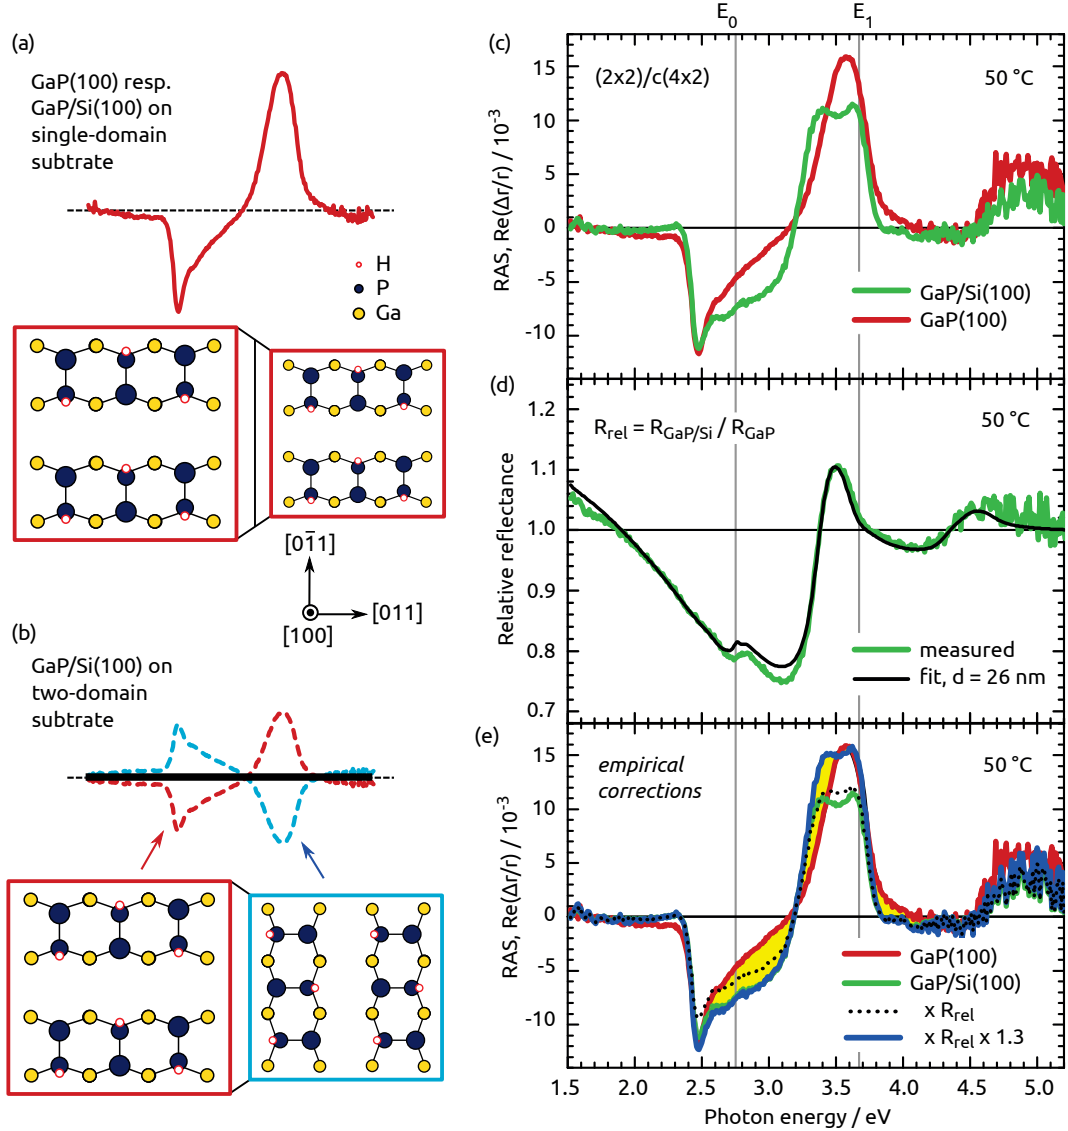 (a)
GaP(100) resp.
GaP/Si(100) on
single-domain
subtrate
H
P
Ga
[01̄1]
[011]
[100]
(b)
GaP/Si(100) on
two-domain
subtrate
E0
E1
(c)
(2x2)/c(4x2)
50 °C
RAS, Re(Δr/r) / 10⁻³
15
10
5
0
-5
-10
GaP/Si(100)
GaP(100)
(d)
Rrel = RGaP/Si / RGaP
50 °C
Relative reflectance
1.2
1.1
1.0
0.9
0.8
0.7
measured
fit, d = 26 nm
(e)
empirical
corrections
50 °C
RAS, Re(Δr/r) / 10⁻³
15
10
5
0
-5
-10
GaP(100)
GaP/Si(100)
x Rrel
x Rrel x 1.3
1.5 2.0 2.5 3.0 3.5 4.0 4.5 5.0
Photon energy / eV